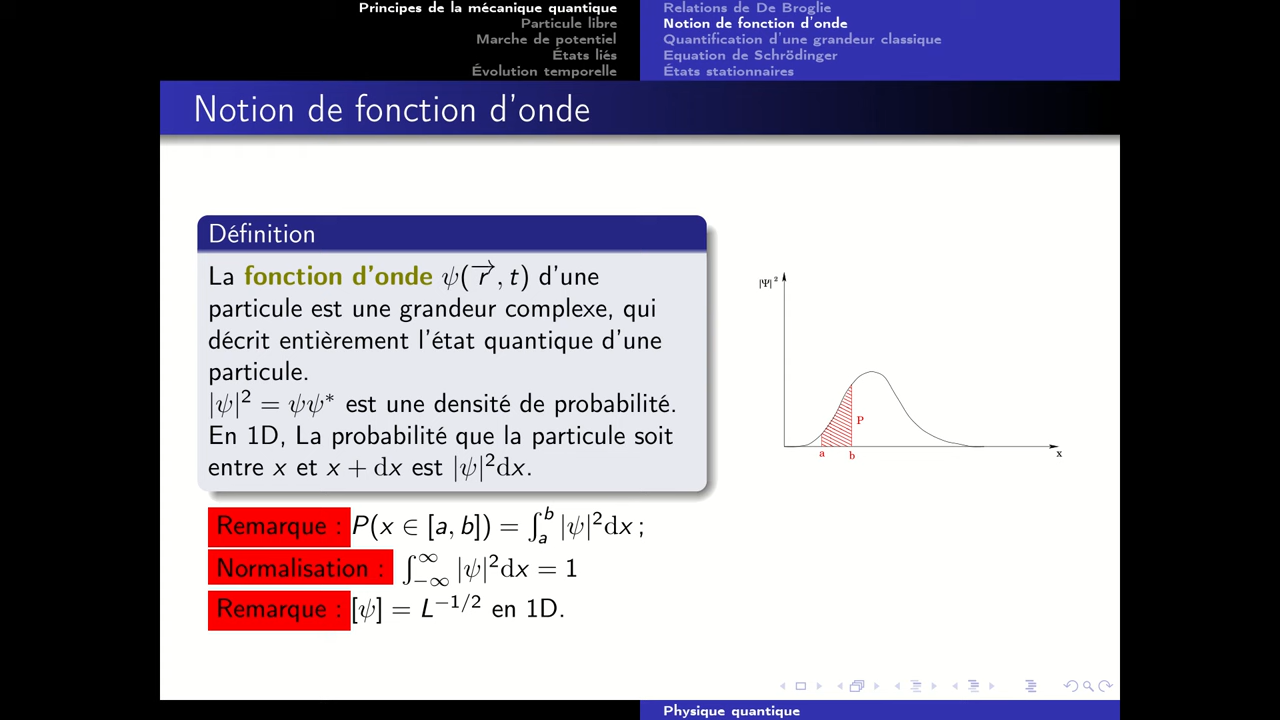 Principes de la mécanique quantique
Particule libre
Marche de potentiel
États liés
Évolution temporelle
Relations de De Broglie
Notion de fonction d'onde
Quantification d'une grandeur classique
Equation de Schrödinger
États stationnaires
Notion de fonction d'onde
Définition
La fonction d'onde ψ(r⃗, t) d'une
particule est une grandeur complexe, qui
décrit entièrement l'état quantique d'une
particule.
|ψ|² = ψψ* est une densité de probabilité.
En 1D, La probabilité que la particule soit
entre x et x + dx est |ψ|²dx.
Remarque : P(x ∈ [a, b]) = ∫ₐᵇ |ψ|²dx ;
Normalisation : ∫₋∞^∞ |ψ|²dx = 1
Remarque : [ψ] = L^−1/2 en 1D.
|Ψ|²
P
a
b
x
Physique quantique